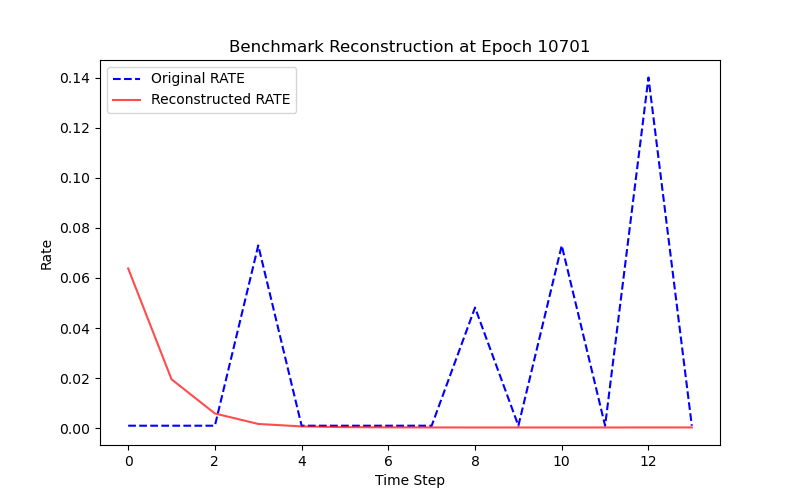 Benchmark Reconstruction at Epoch 10701
Original RATE
Reconstructed RATE
0.14
0.12
0.10
0.08
0.06
0.04
0.02
0.00
Rate
0 2 4 6 8 10 12
Time Step